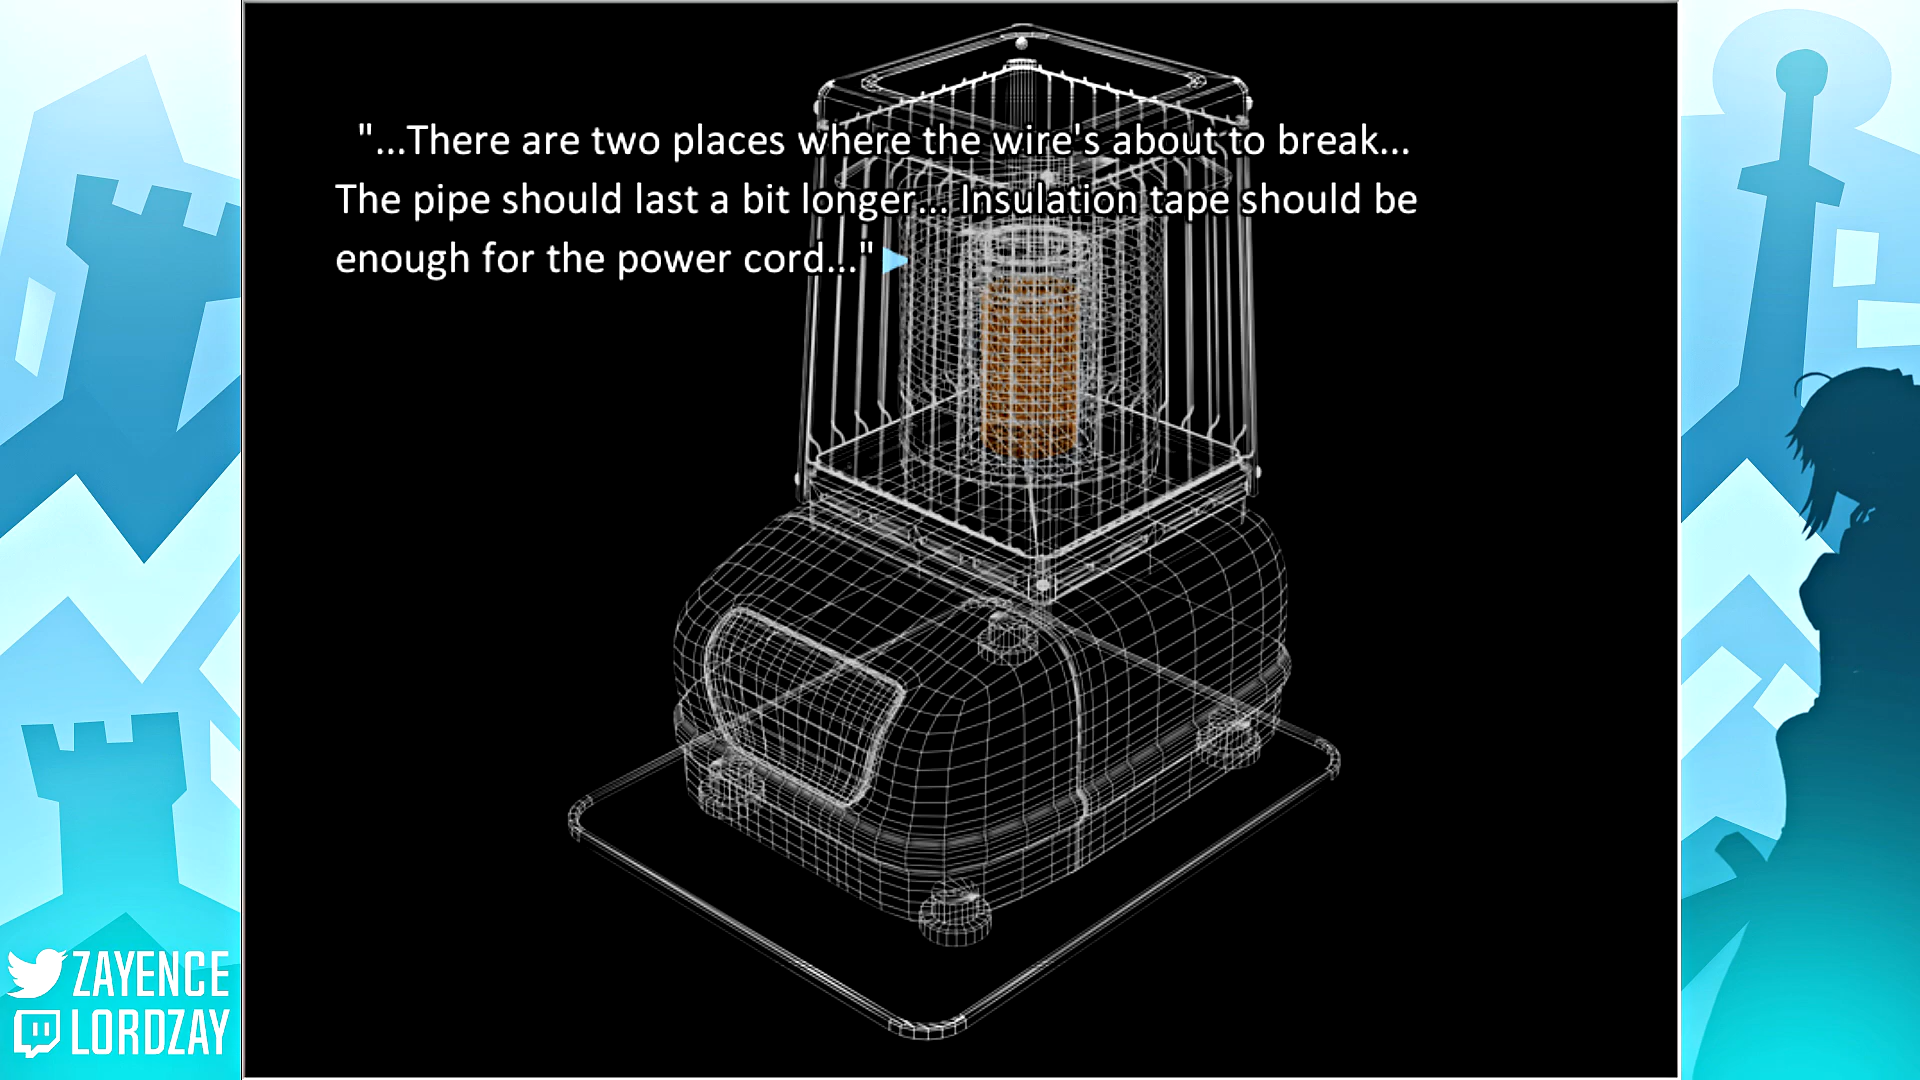 "...There are two places where the wire's about to break...
The pipe should last a bit longer... Insulation tape should be
enough for the power cord..."
ZAYENCE
LORDZAY